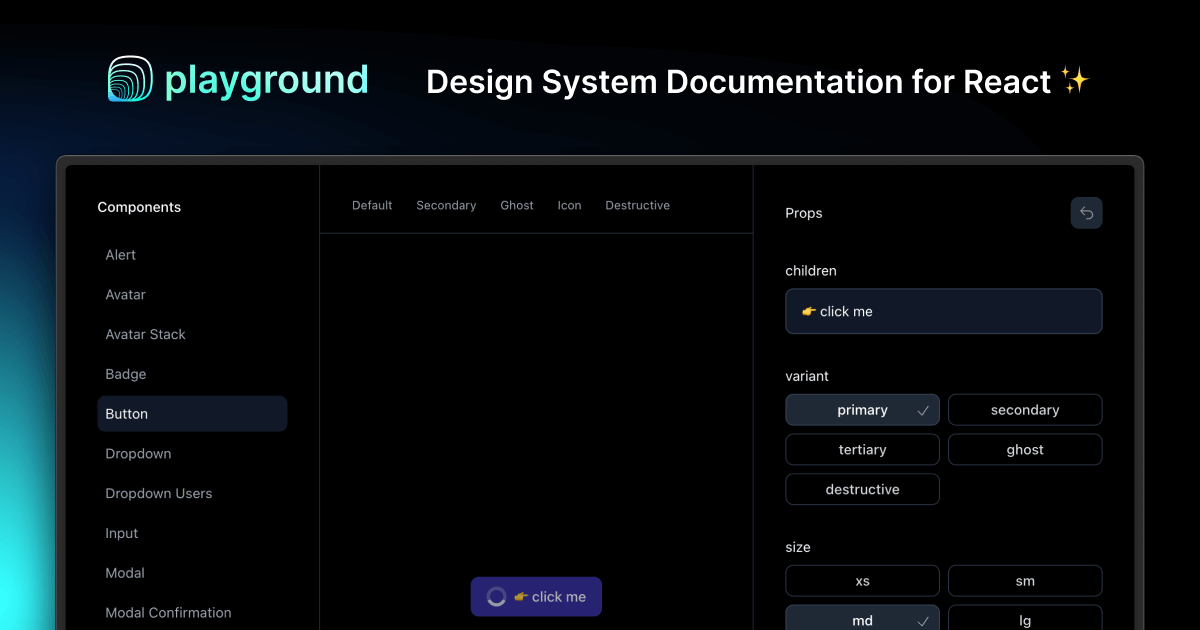 playground
Design System Documentation for React ✨
Components
Alert
Avatar
Avatar Stack
Badge
Button
Dropdown
Dropdown Users
Input
Modal
Modal Confirmation
Default Secondary Ghost Icon Destructive
👉 click me
Props
children
👉 click me
variant
primary secondary
tertiary ghost
destructive
size
xs sm
md lg